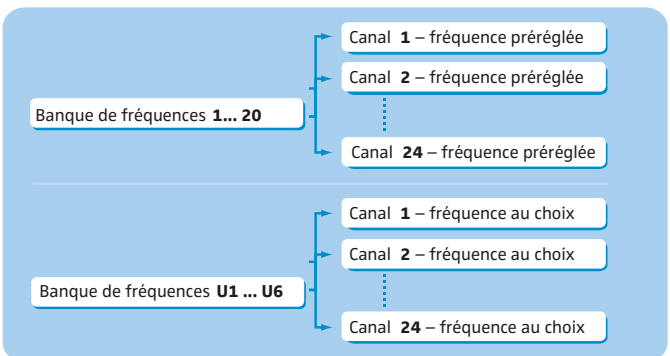 Canal 1 – fréquence préréglée
Canal 2 – fréquence préréglée
Banque de fréquences 1... 20
Canal 24 – fréquence préréglée
Canal 1 – fréquence au choix
Canal 2 – fréquence au choix
Banque de fréquences U1 ... U6
Canal 24 – fréquence au choix